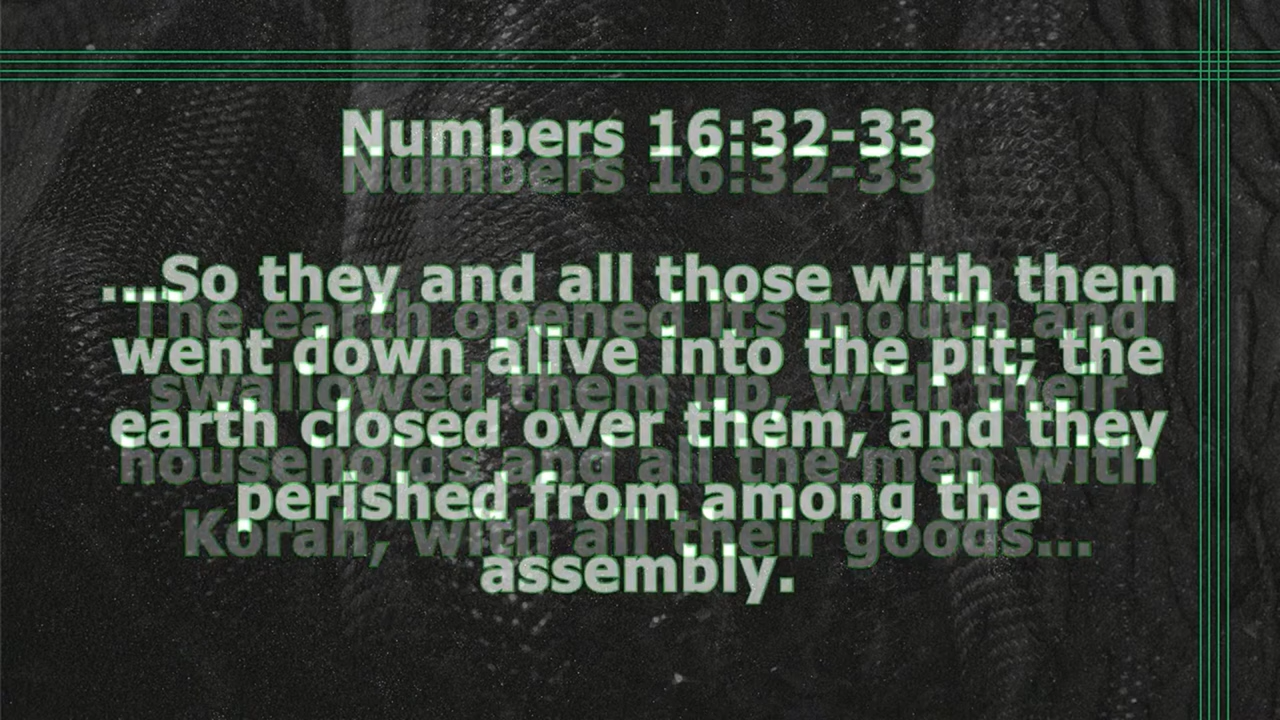 Numbers 16:32-33
Numbers 16:32-33
...So they and all those with them
The earth opened its mouth and
went down alive into the pit; the
swallowed them up, with their
earth closed over them, and they
households and all the men with
perished from among the
Korah, with all their goods...
assembly.